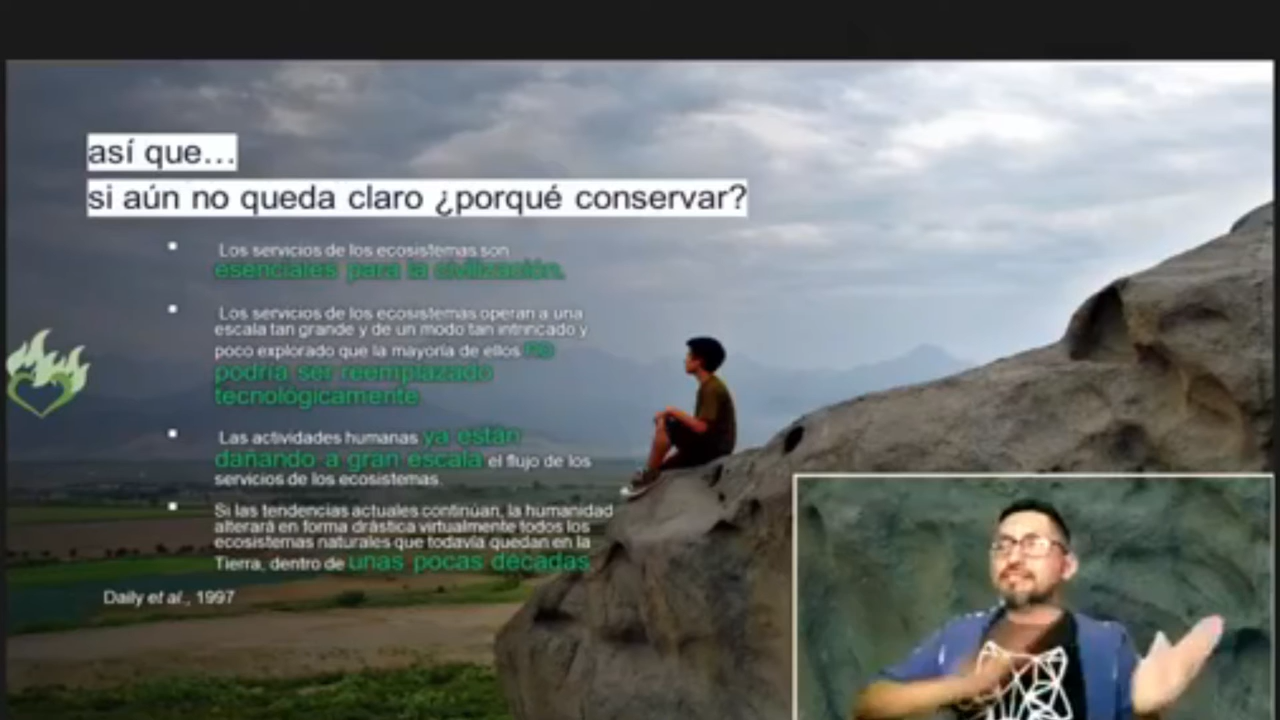 así que…
si aún no queda claro ¿porqué conservar?
Los servicios de los ecosistemas son
esenciales para la civilización.
Los servicios de los ecosistemas operan a una
escala tan grande y de un modo tan intrincado y
poco explorado que la mayoría de ellos no
podría ser reemplazado
tecnológicamente.
Las actividades humanas ya están
dañando a gran escala el flujo de los
servicios de los ecosistemas.
Si las tendencias actuales continúan, la humanidad
alterará en forma drástica virtualmente todos los
ecosistemas naturales que todavía quedan en la
Tierra, dentro de unas pocas décadas.
Daily et al., 1997